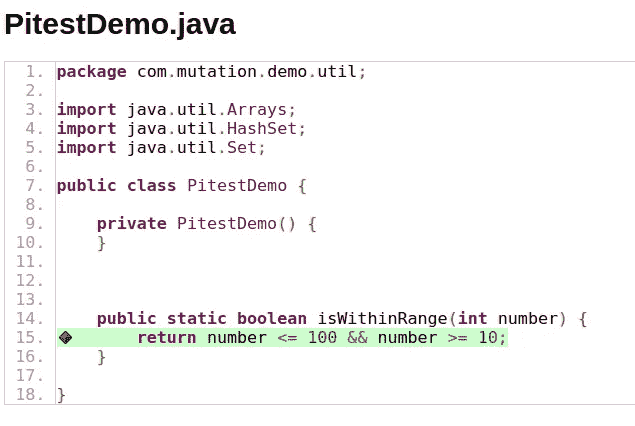 PitestDemo.java
1. package com.mutation.demo.util;
2.
3. import java.util.Arrays;
4. import java.util.HashSet;
5. import java.util.Set;
6.
7. public class PitestDemo {
8.
9.     private PitestDemo() {
10.     }
11.
12.
13.
14.     public static boolean isWithinRange(int number) {
15.         return number <= 100 && number >= 10;
16.     }
17.
18. }